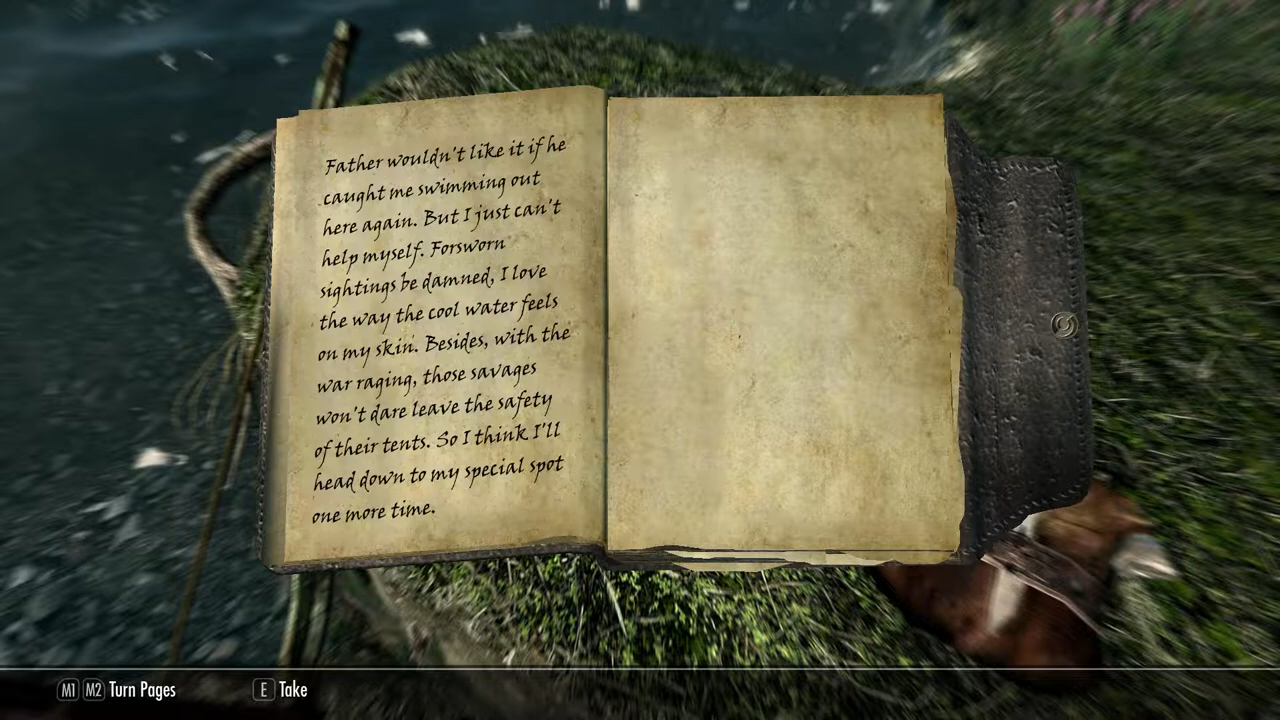 Father wouldn't like it if he
caught me swimming out
here again. But I just can't
help myself. Forsworn
sightings be damned, I love
the way the cool water feels
on my skin. Besides, with the
war raging, those savages
won't dare leave the safety
of their tents. So I think I'll
head down to my special spot
one more time.
M1 M2 Turn Pages
E Take